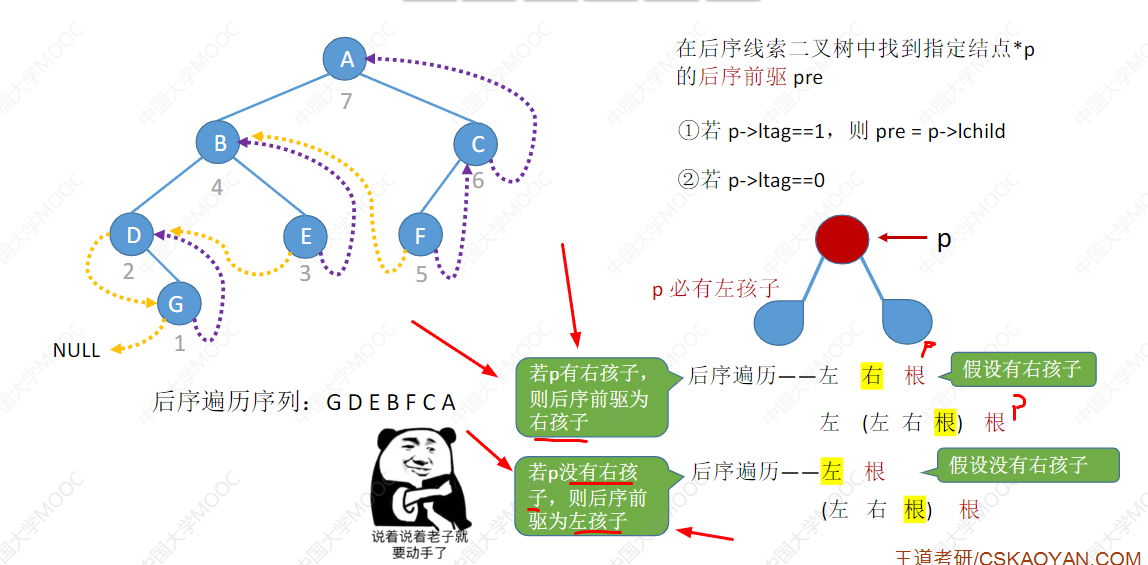 A
7
B
4
C
6
D
2
E
3
F
5
G
1
NULL
后序遍历序列：G D E B F C A
说着说着老子就
要动手了
在后序线索二叉树中找到指定结点*p
的后序前驱 pre
①若 p->ltag==1，则 pre = p->lchild
②若 p->ltag==0
p
p 必有左孩子
若p有右孩子，
则后序前驱为
右孩子
后序遍历——左 右 根
P
假设有右孩子
左 (左 右 根) 根
P
若p没有右孩
子，则后序前
驱为左孩子
后序遍历——左 根
假设没有右孩子
(左 右 根) 根
王道考研/CSKAOYAN.COM
中国大学MOOC